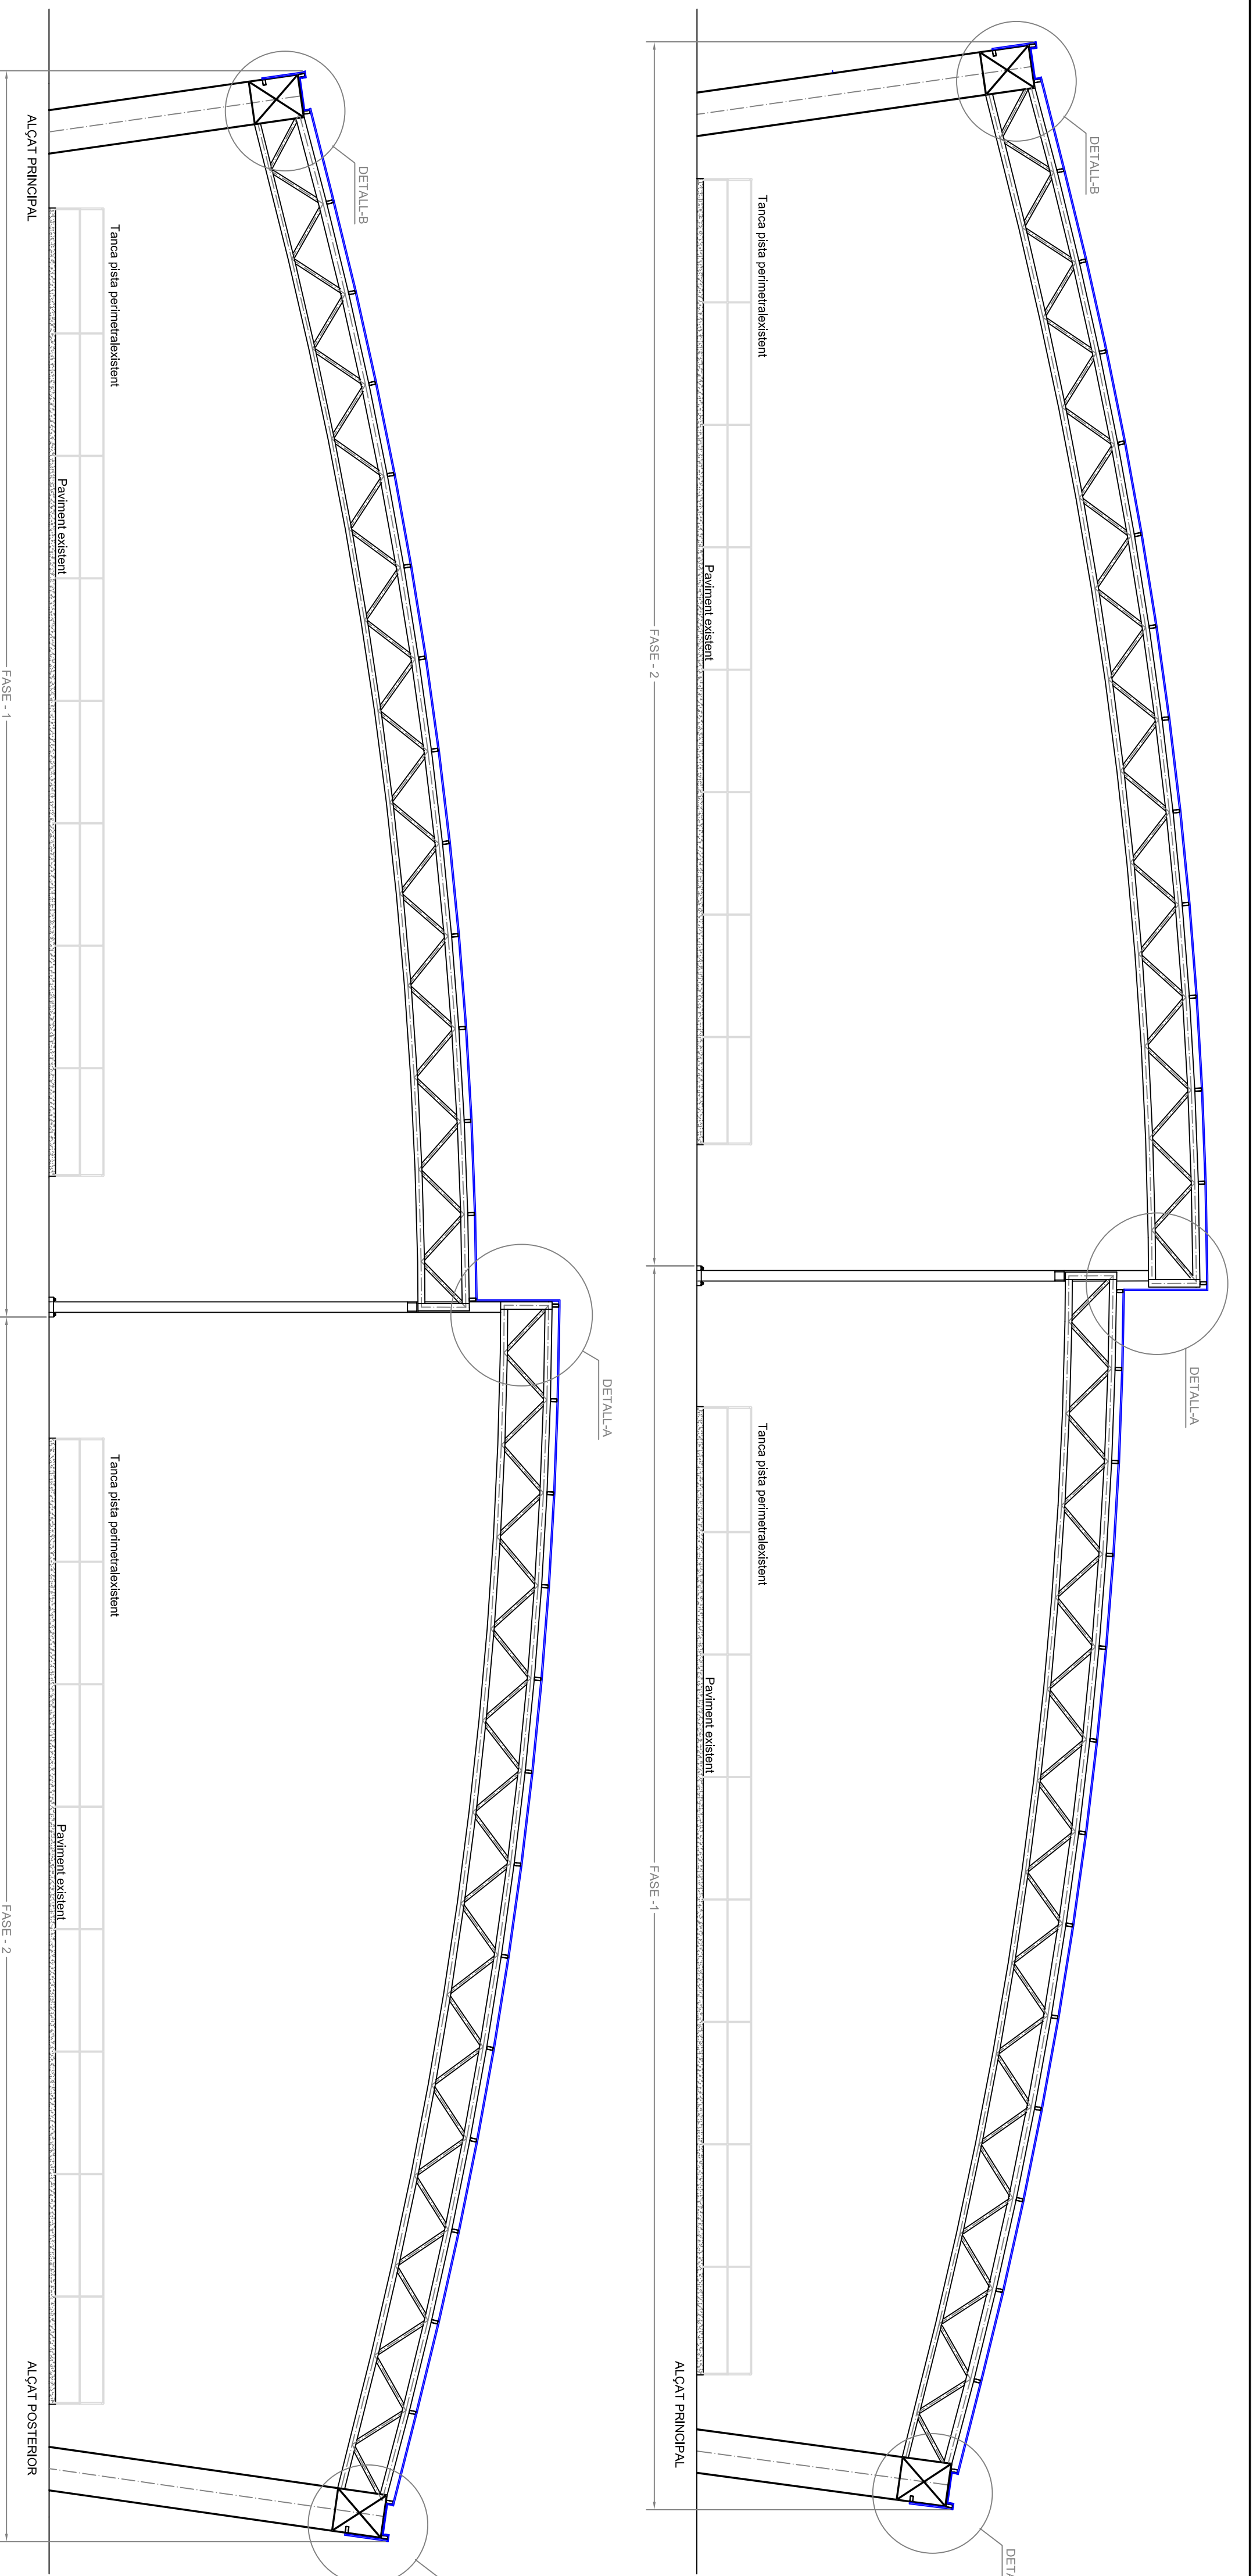 DETALL-B
Tanca pista perimetralexistent
Paviment existent
FASE - 2
DETALL-A
Tanca pista perimetralexistent
Paviment existent
FASE -1
ALÇAT PRINCIPAL
DETA
DETALL-B
Tanca pista perimetralexistent
ALÇAT PRINCIPAL
Paviment existent
FASE - 1
DETALL-A
Tanca pista perimetralexistent
Paviment existent
FASE - 2
ALÇAT POSTERIOR